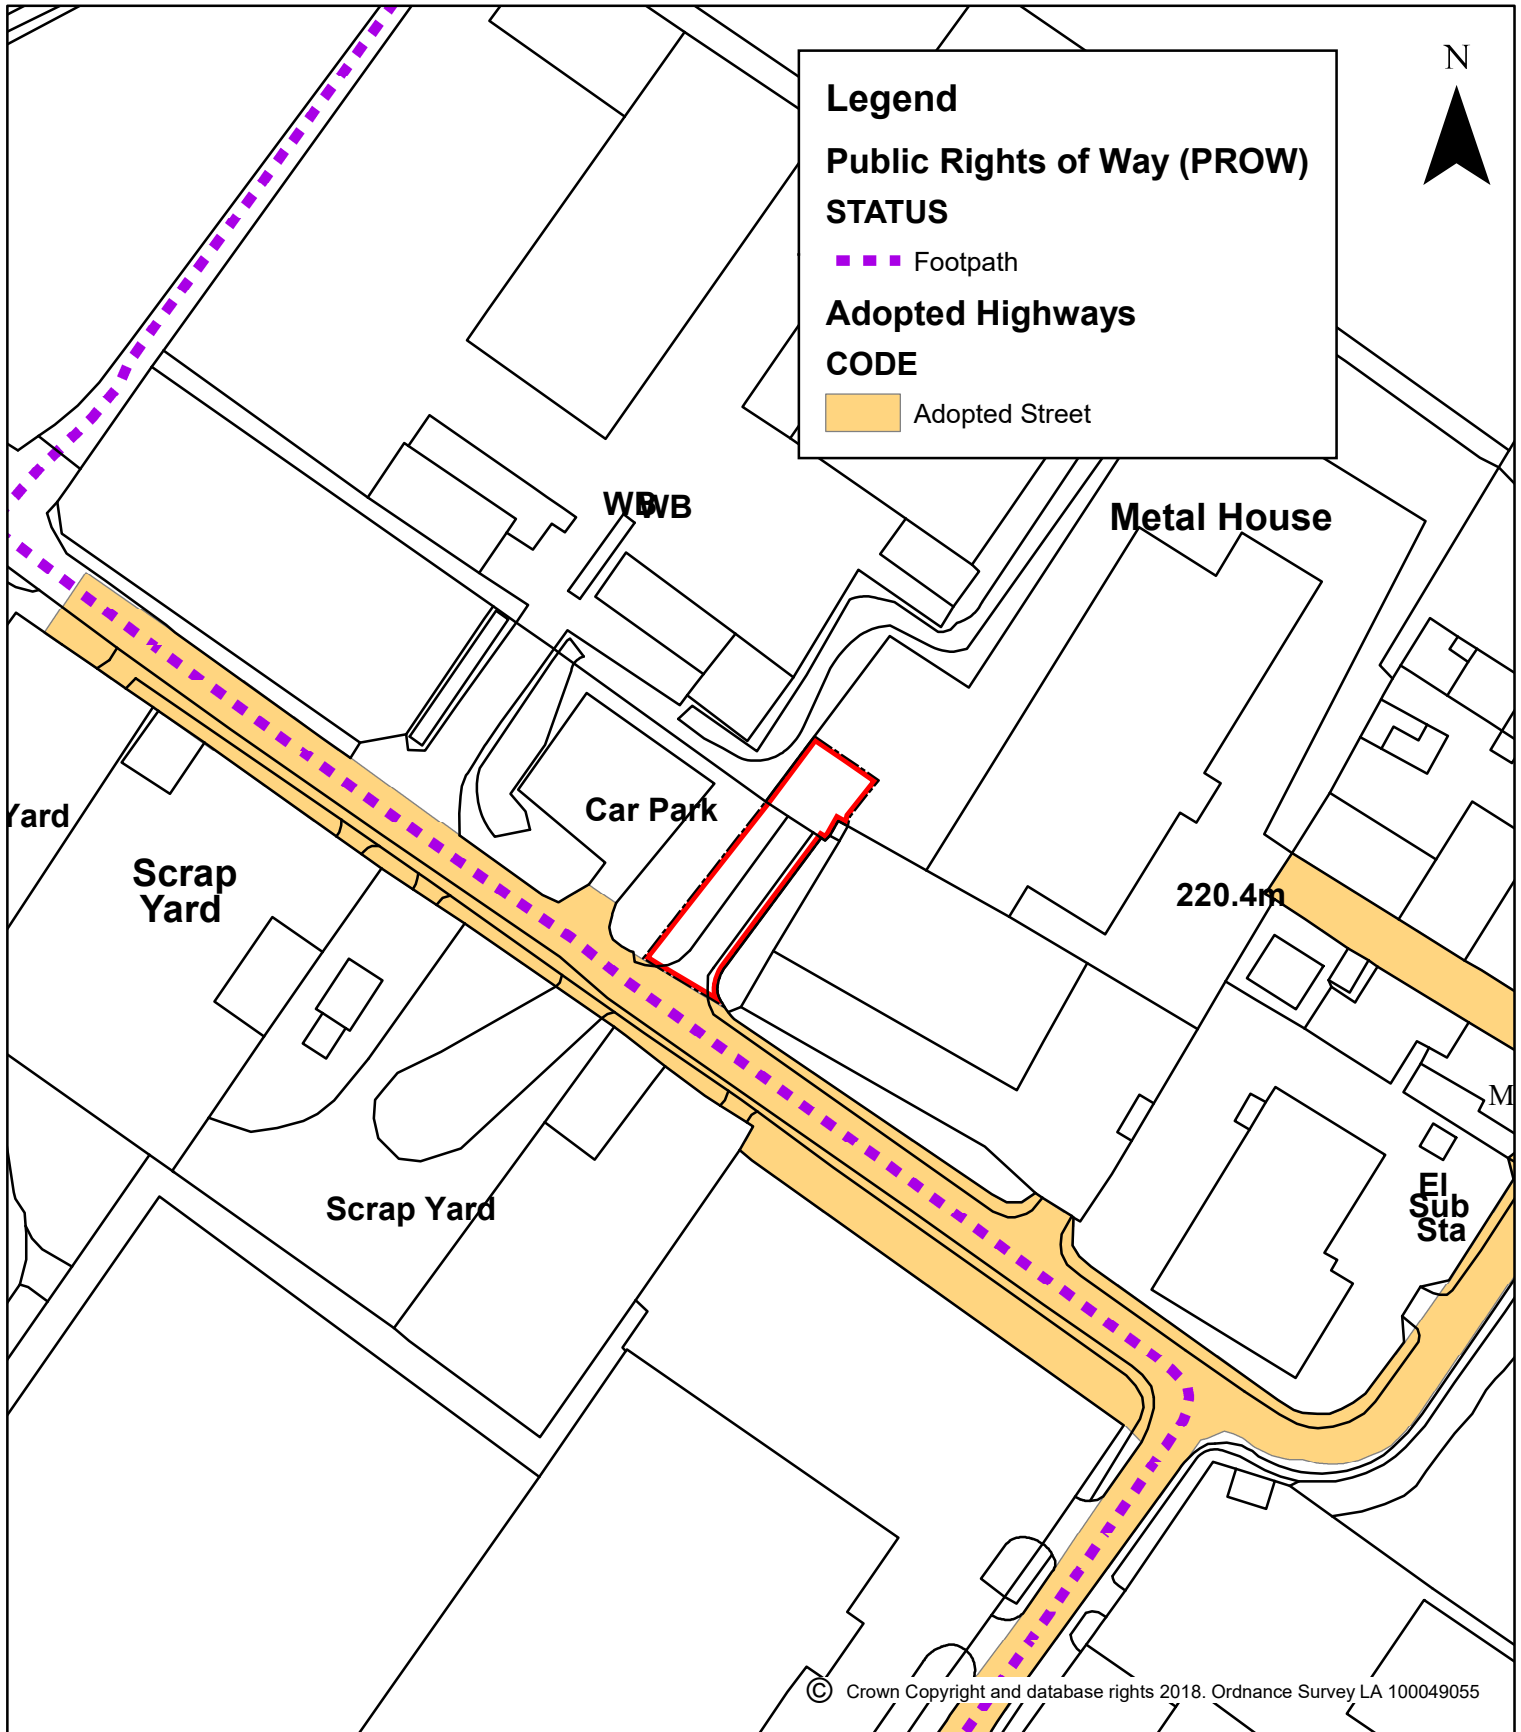 N
Legend
Public Rights of Way (PROW)
STATUS
Footpath
Adopted Highways
CODE
Adopted Street
WB
WB
Metal House
Car Park
Yard
Scrap
Yard
220.4m
M
El
Sub
Sta
Scrap Yard
© Crown Copyright and database rights 2018. Ordnance Survey LA 100049055